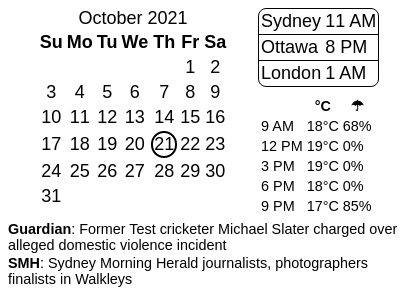 October 2021
Su Mo Tu We Th Fr Sa
1 2
3 4 5 6 7 8 9
10 11 12 13 14 15 16
17 18 19 20 21 22 23
24 25 26 27 28 29 30
31
Sydney 11 AM
Ottawa 8 PM
London 1 AM
°C ☂
9 AM 18°C 68%
12 PM 19°C 0%
3 PM 19°C 0%
6 PM 18°C 0%
9 PM 17°C 85%
Guardian: Former Test cricketer Michael Slater charged over
alleged domestic violence incident
SMH: Sydney Morning Herald journalists, photographers
finalists in Walkleys